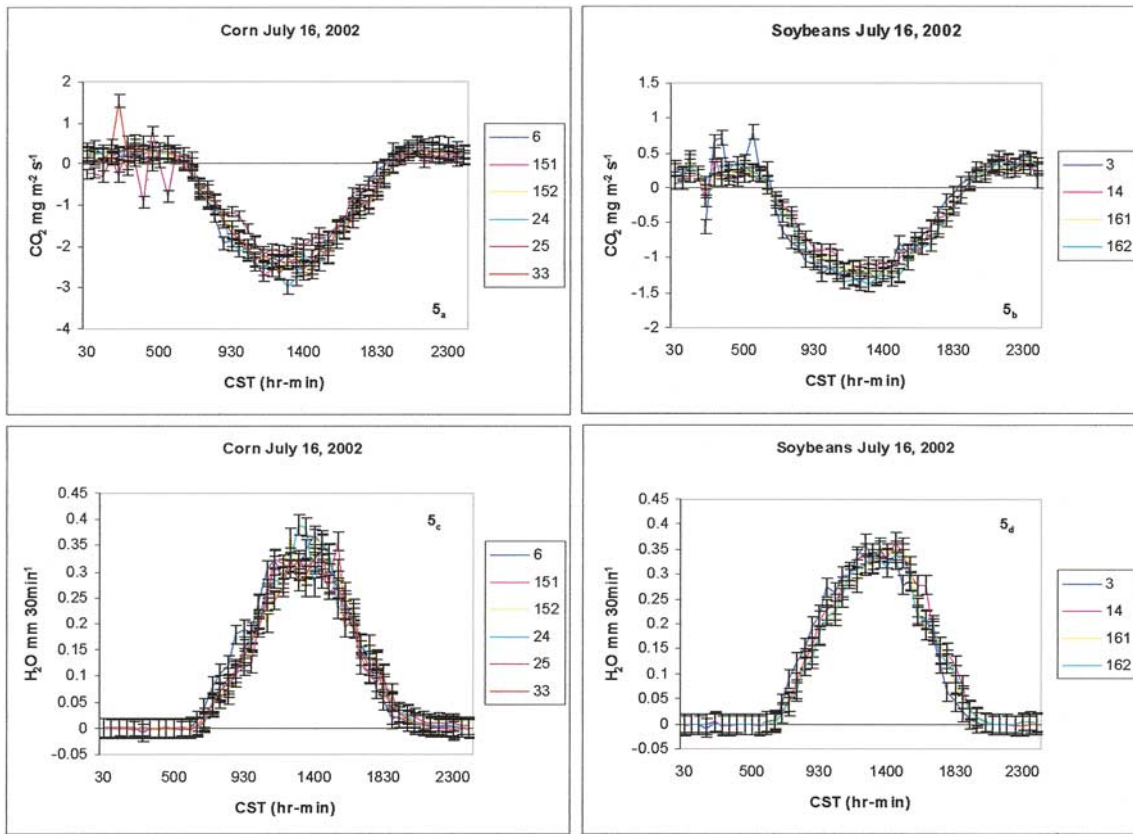 Corn July 16, 2002
CO₂ mg m⁻² s⁻¹
2
1
0
-1
-2
-3
-4
30 500 930 1400 1830 2300
CST (hr-min)
5ₐ
6
151
152
24
25
33
Soybeans July 16, 2002
CO₂ mg m⁻² s⁻¹
1.5
1
0.5
0
-0.5
-1
-1.5
-2
30 500 930 1400 1830 2300
CST (hr-min)
5_b
3
14
161
162
Corn July 16, 2002
H₂O mm 30min¹
0.45
0.4
0.35
0.3
0.25
0.2
0.15
0.1
0.05
0
-0.05
30 500 930 1400 1830 2300
CST (hr-min)
5_c
6
151
152
24
25
33
Soybeans July 16, 2002
H₂O mm 30min¹
0.45
0.4
0.35
0.3
0.25
0.2
0.15
0.1
0.05
0
-0.05
30 500 930 1400 1830 2300
CST (hr-min)
5_d
3
14
161
162